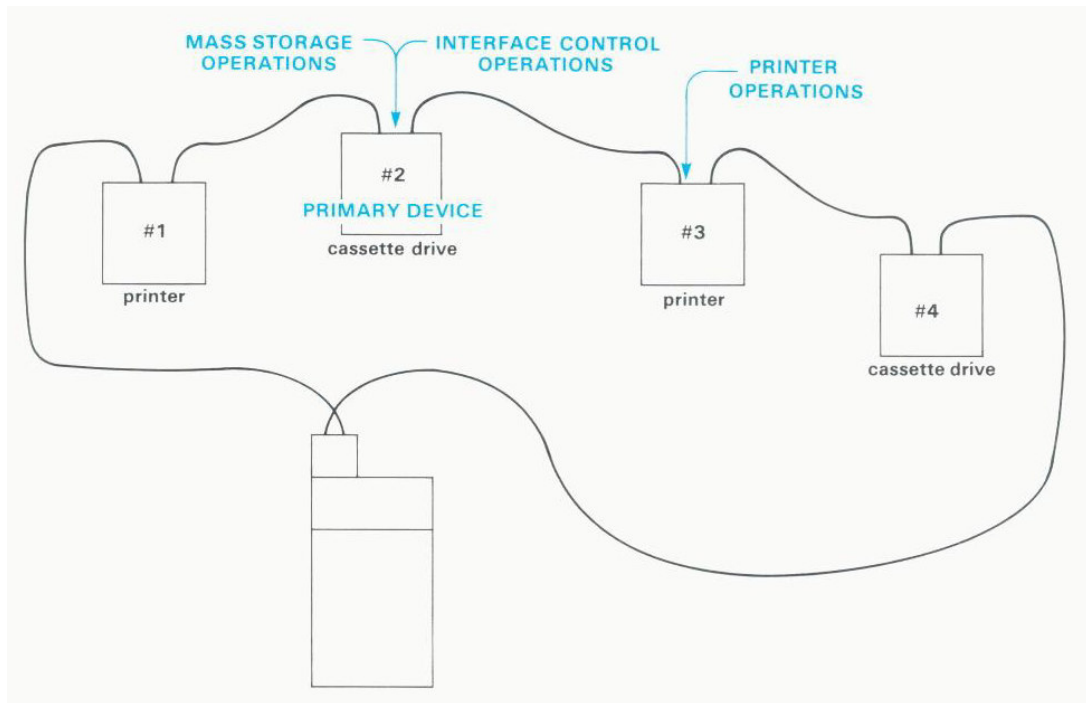 MASS STORAGE
OPERATIONS
INTERFACE CONTROL
OPERATIONS
PRINTER
OPERATIONS
#1
printer
#2
PRIMARY DEVICE
cassette drive
#3
printer
#4
cassette drive